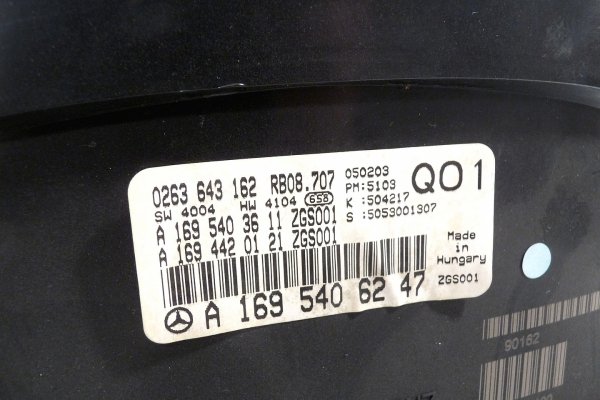 0263 643 162 RB08.707 050203 Q01
SW 4004 HW 4104 658 PM:5103
K :504217
A 169 540 36 11 ZGS001 S :5053001307
A 169 442 01 21 ZGS001
Made in Hungary
ZGS001
A 169 540 62 47
90162